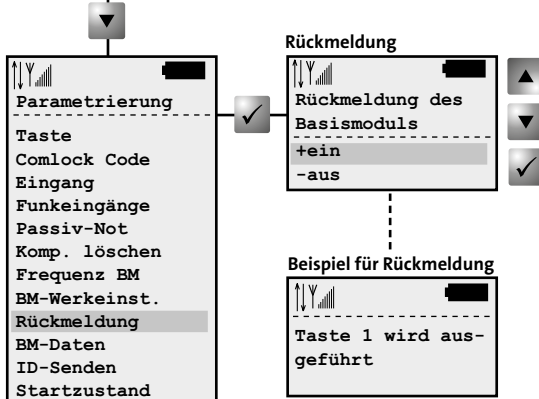 Parametrierung
Taste
Comlock Code
Eingang
Funkeingänge
Passiv-Not
Komp. löschen
Frequenz BM
BM-Werkeinst.
Rückmeldung
BM-Daten
ID-Senden
Startzustand
Rückmeldung
Rückmeldung des
Basismoduls
+ein
-aus
Beispiel für Rückmeldung
Taste 1 wird aus-
geführt